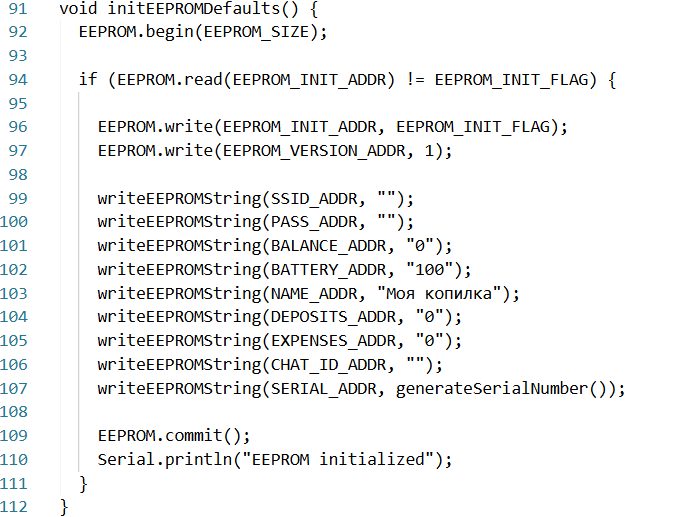 91 void initEEPROMDefaults() {
92 EEPROM.begin(EEPROM_SIZE);
93
94 if (EEPROM.read(EEPROM_INIT_ADDR) != EEPROM_INIT_FLAG) {
95
96 EEPROM.write(EEPROM_INIT_ADDR, EEPROM_INIT_FLAG);
97 EEPROM.write(EEPROM_VERSION_ADDR, 1);
98
99 writeEEPROMString(SSID_ADDR, "");
100 writeEEPROMString(PASS_ADDR, "");
101 writeEEPROMString(BALANCE_ADDR, "0");
102 writeEEPROMString(BATTERY_ADDR, "100");
103 writeEEPROMString(NAME_ADDR, "Моя копилка");
104 writeEEPROMString(DEPOSITS_ADDR, "0");
105 writeEEPROMString(EXPENSES_ADDR, "0");
106 writeEEPROMString(CHAT_ID_ADDR, "");
107 writeEEPROMString(SERIAL_ADDR, generateSerialNumber());
108
109 EEPROM.commit();
110 Serial.println("EEPROM initialized");
111 }
112 }